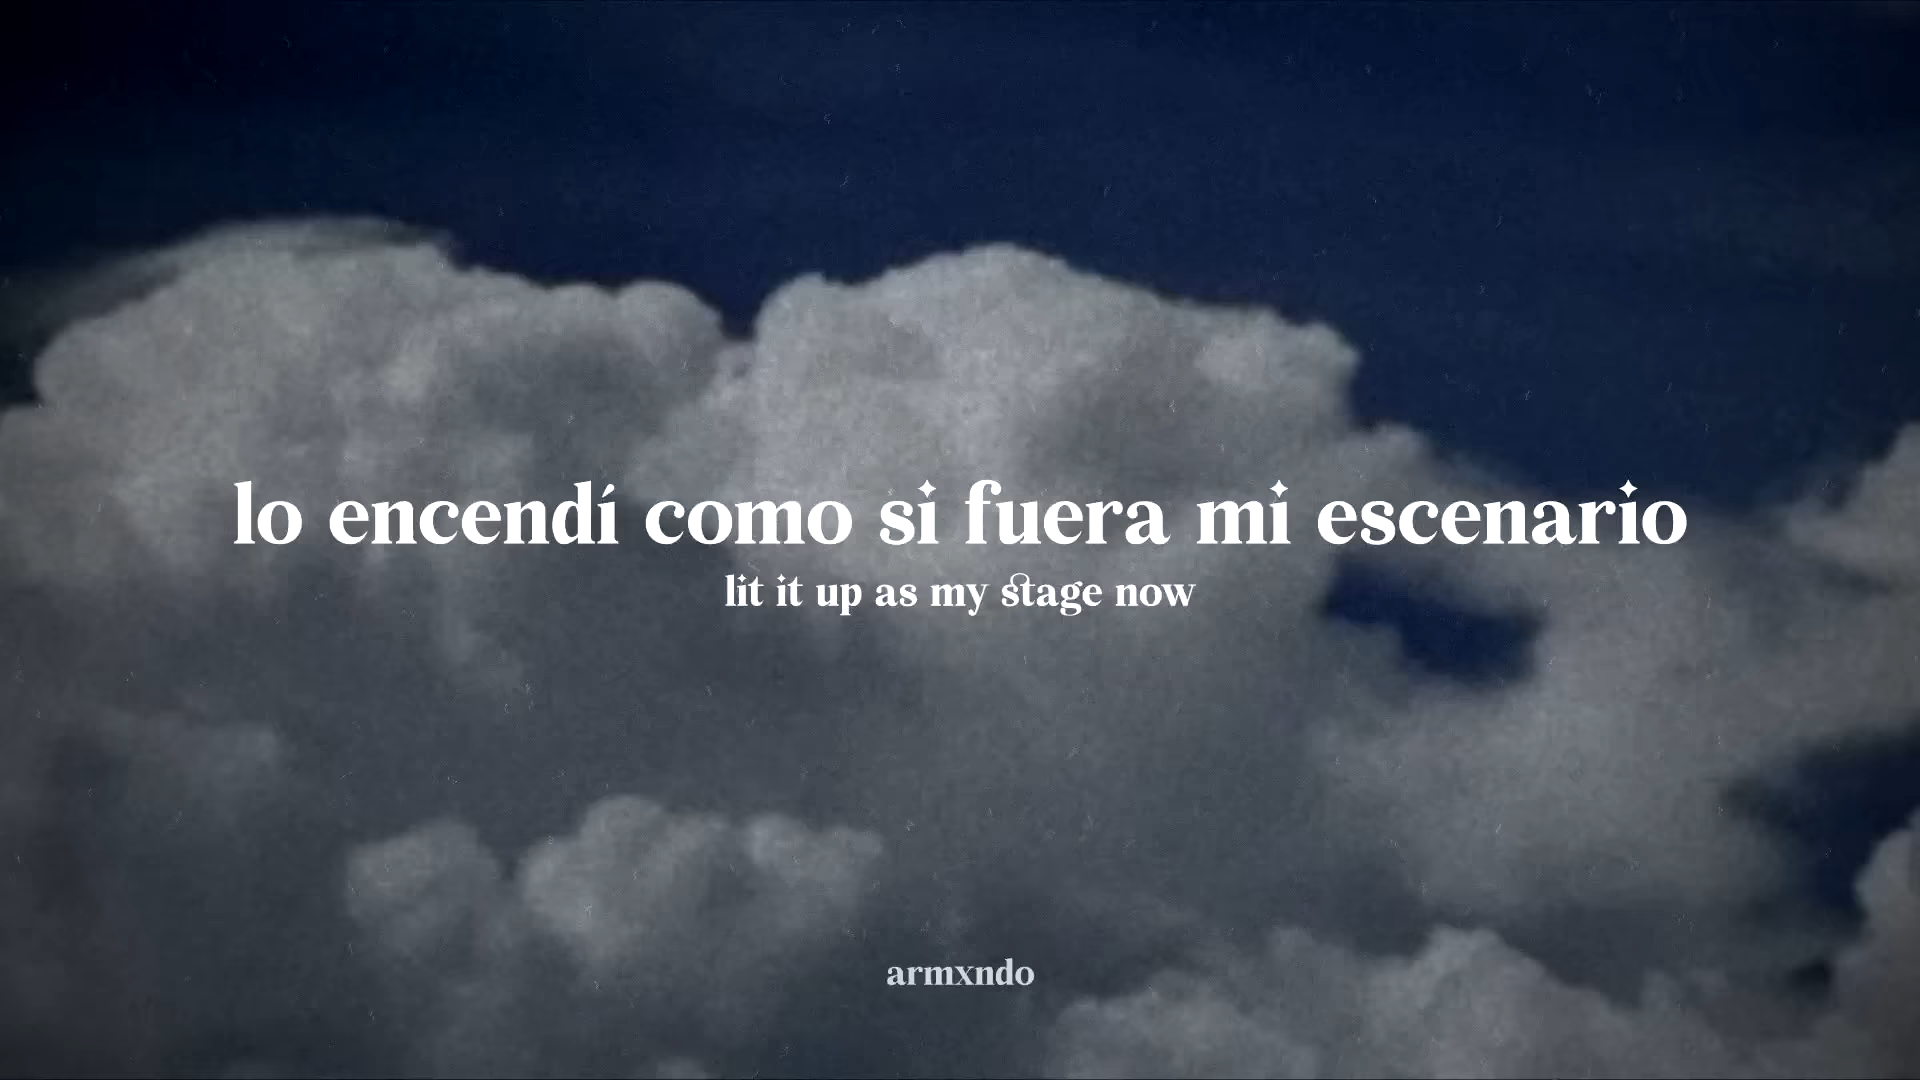 lo encendí como si fuera mi escenario
lit it up as my stage now
armxndo